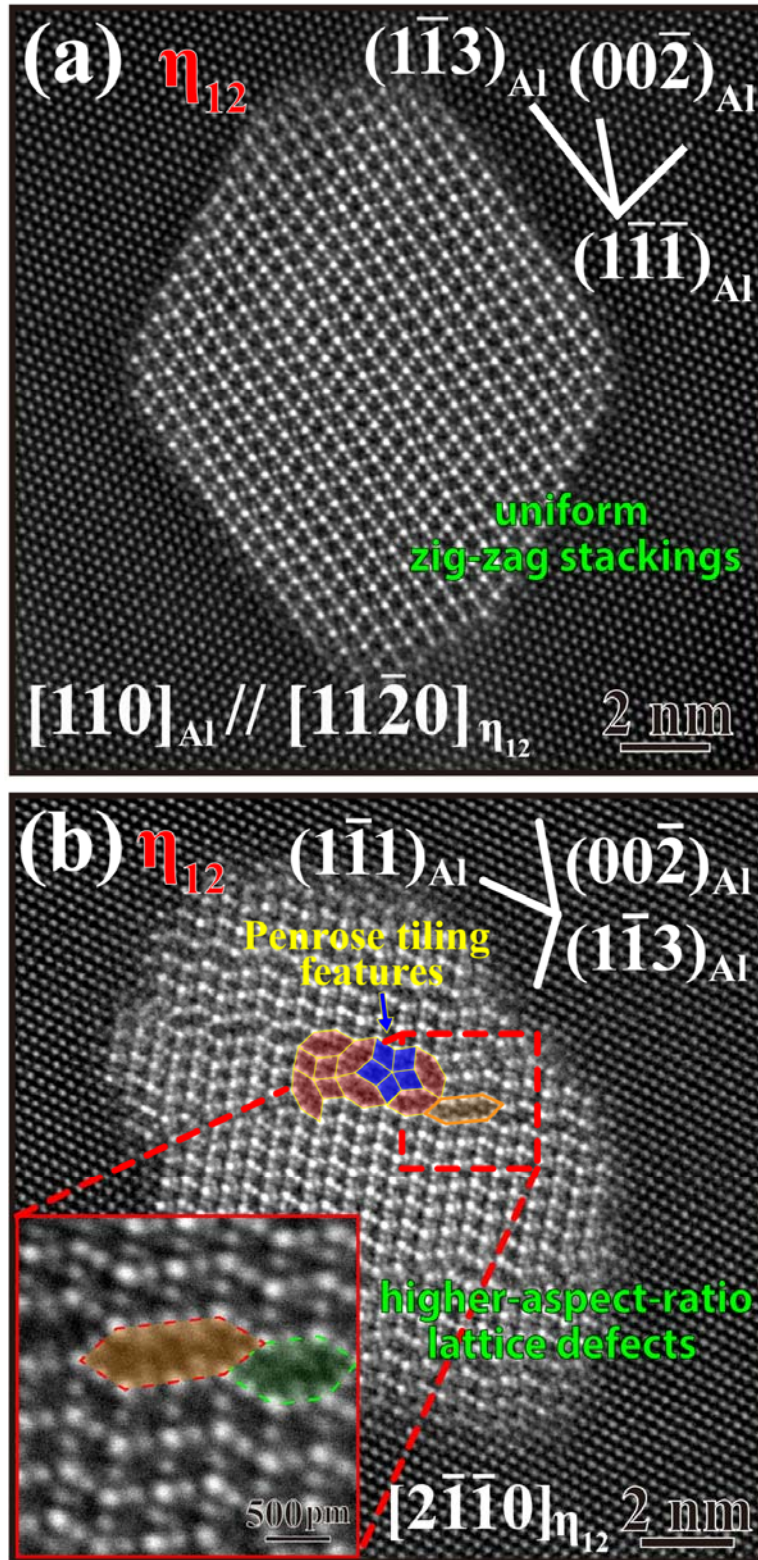 (a) η₁₂ (11̅3)Al (002̅)Al
(11̅1̅)Al
uniform
zig-zag stackings
[110]Al // [112̅0]η₁₂ 2 nm
(b) η₁₂ (11̅1)Al (002̅)Al
(11̅3)Al
Penrose tiling
features
higher-aspect-ratio
lattice defects
500pm
[21̅1̅0]η₁₂ 2 nm